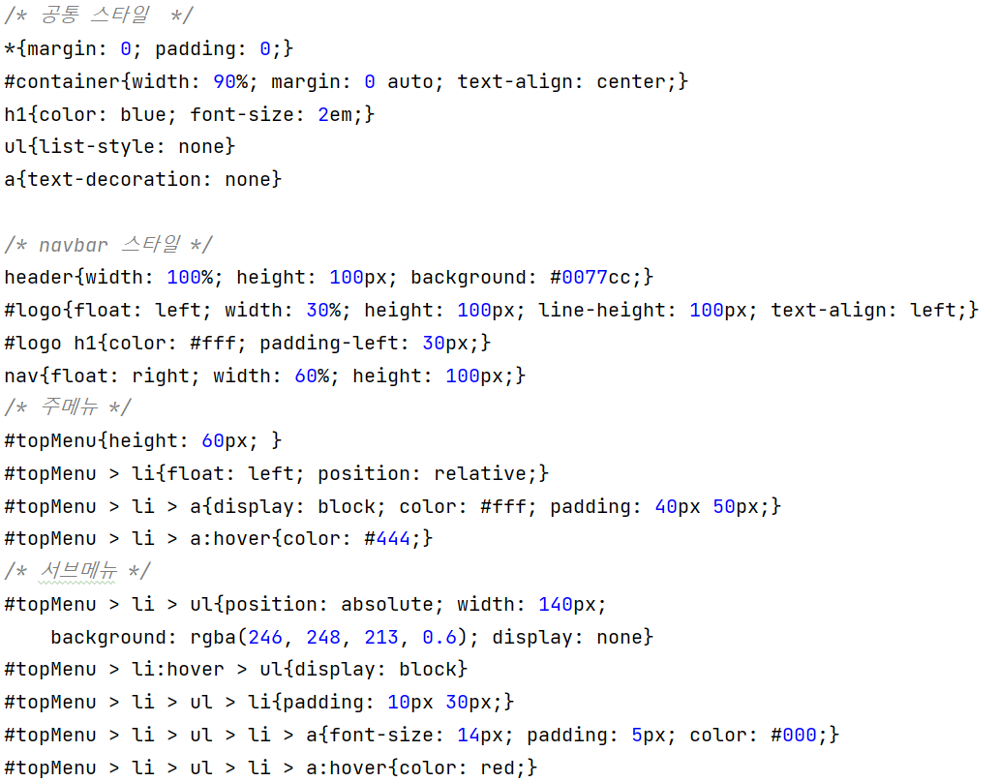 /* 공통 스타일  */
*{margin: 0; padding: 0;}
#container{width: 90%; margin: 0 auto; text-align: center;}
h1{color: blue; font-size: 2em;}
ul{list-style: none}
a{text-decoration: none}
/* navbar 스타일 */
header{width: 100%; height: 100px; background: #0077cc;}
#logo{float: left; width: 30%; height: 100px; line-height: 100px; text-align: left;}
#logo h1{color: #fff; padding-left: 30px;}
nav{float: right; width: 60%; height: 100px;}
/* 주메뉴 */
#topMenu{height: 60px; }
#topMenu > li{float: left; position: relative;}
#topMenu > li > a{display: block; color: #fff; padding: 40px 50px;}
#topMenu > li > a:hover{color: #444;}
/* 서브메뉴 */
#topMenu > li > ul{position: absolute; width: 140px;
    background: rgba(246, 248, 213, 0.6); display: none}
#topMenu > li:hover > ul{display: block}
#topMenu > li > ul > li{padding: 10px 30px;}
#topMenu > li > ul > li > a{font-size: 14px; padding: 5px; color: #000;}
#topMenu > li > ul > li > a:hover{color: red;}